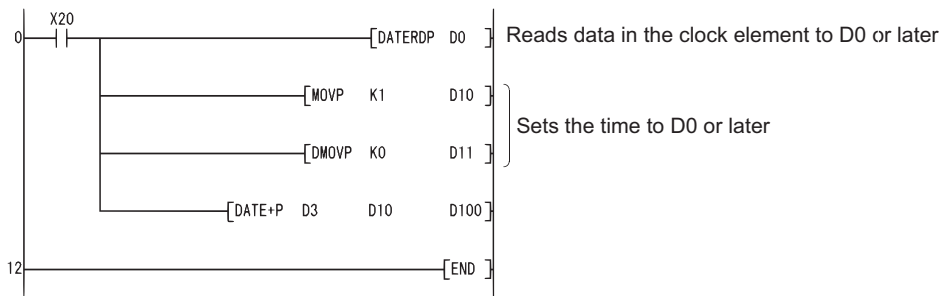 X20
0 [DATERDP D0 ] Reads data in the clock element to D0 or later
[MOVP K1 D10 ]
Sets the time to D0 or later
[DMOVP K0 D11 ]
[DATE+P D3 D10 D100 ]
12 [END ]